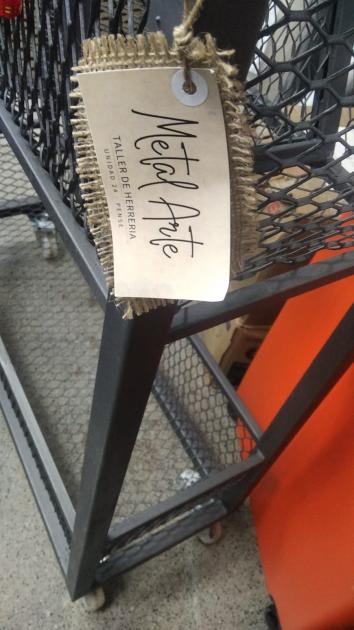 Metal Arte
TALLER DE HERRERIA
UNIDAD 24 PENSE